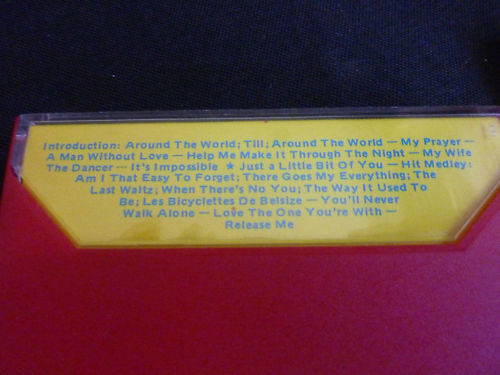 Introduction: Around The World; Till; Around The World — My Prayer —
A Man Without Love — Help Me Make It Through The Night — My Wife
The Dancer — It's Impossible ★ Just a Little Bit Of You — Hit Medley:
Am I That Easy To Forget; There Goes My Everything; The
Last Waltz; When There's No You; The Way It Used To
Be; Les Bicyclettes De Belsize — You'll Never
Walk Alone — Love The One You're With —
Release Me